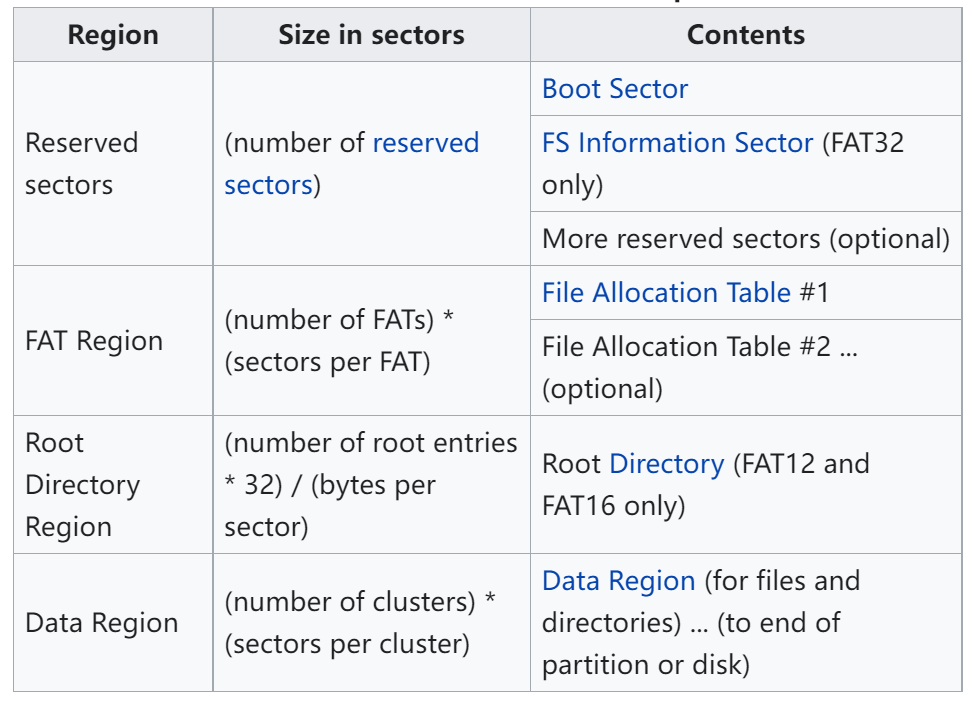 Region
Size in sectors
Contents
Reserved
sectors
(number of reserved
sectors)
Boot Sector
FS Information Sector (FAT32
only)
More reserved sectors (optional)
FAT Region
(number of FATs) *
(sectors per FAT)
File Allocation Table #1
File Allocation Table #2 ...
(optional)
Root
Directory
Region
(number of root entries
* 32) / (bytes per
sector)
Root Directory (FAT12 and
FAT16 only)
Data Region
(number of clusters) *
(sectors per cluster)
Data Region (for files and
directories) ... (to end of
partition or disk)